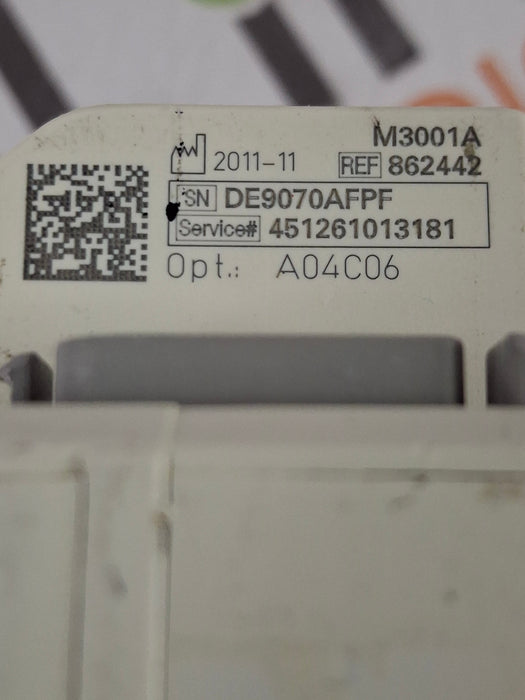 M3001A
2011-11 REF 862442
SN DE9070AFPF
Service# 451261013181
Opt.: A04C06